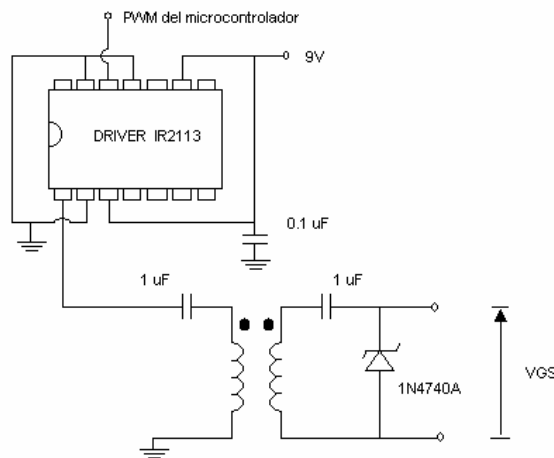 PWM del microcontrolador
9V
DRIVER IR2113
0.1 uF
1 uF
1 uF
1N4740A
VGS